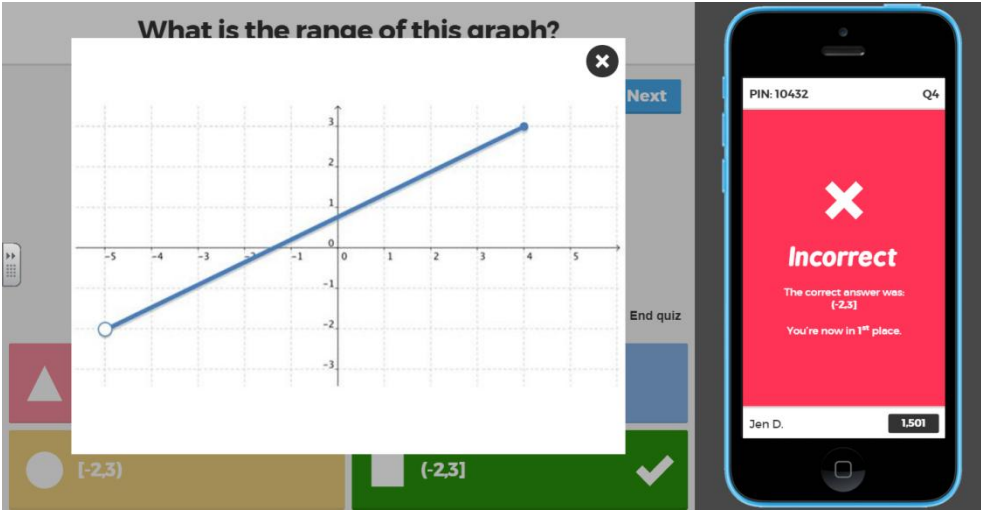 What is the range of this graph?
Next
3
2
1
0
-5 -4 -3 -2 -1 0 1 2 3 4 5
-1
-2
-3
End quiz
[-2,3)
(-2,3]
PIN: 10432 Q4
Incorrect
The correct answer was:
(-2,3]
You're now in 1st place.
Jen D. 1,501